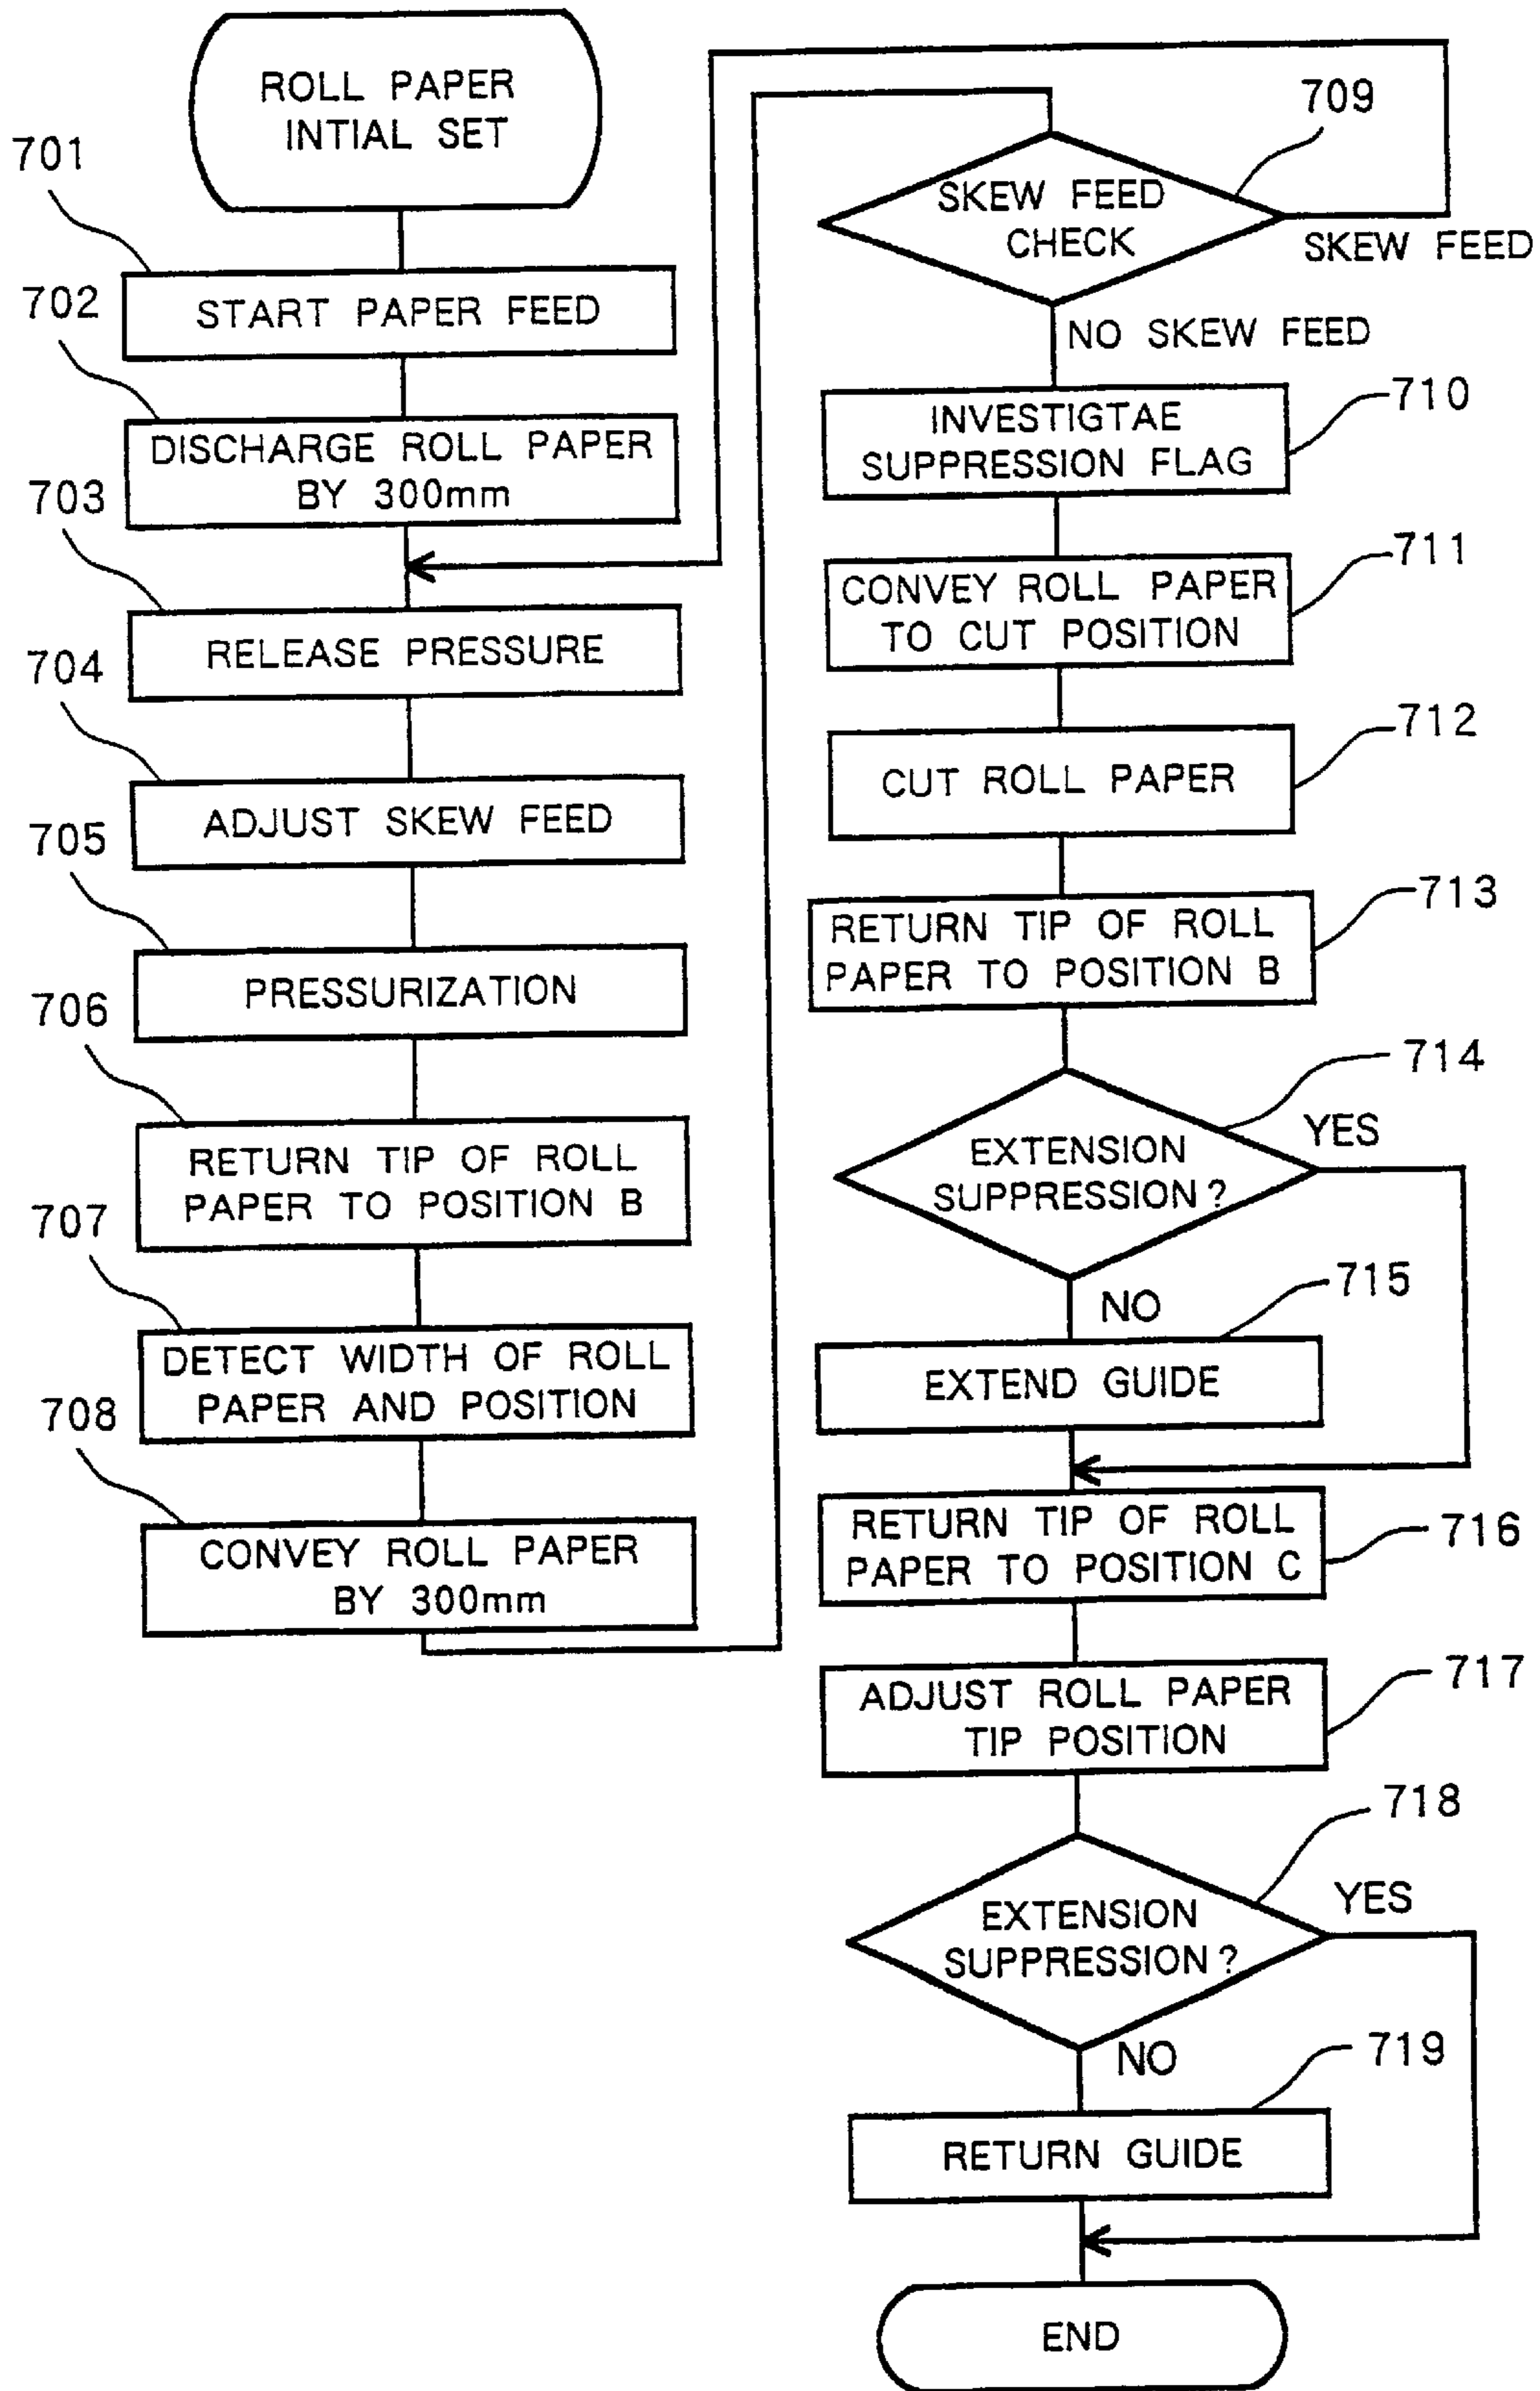 ROLL PAPER
INTIAL SET
701
START PAPER FEED
702
DISCHARGE ROLL PAPER
BY 300mm
703
RELEASE PRESSURE
704
ADJUST SKEW FEED
705
PRESSURIZATION
706
RETURN TIP OF ROLL
PAPER TO POSITION B
707
DETECT WIDTH OF ROLL
PAPER AND POSITION
708
CONVEY ROLL PAPER
BY 300mm
709
SKEW FEED
CHECK
SKEW FEED
NO SKEW FEED
INVESTIGTAE
SUPPRESSION FLAG
710
CONVEY ROLL PAPER
TO CUT POSITION
711
CUT ROLL PAPER
712
RETURN TIP OF ROLL
PAPER TO POSITION B
713
714
EXTENSION
SUPPRESSION?
YES
NO
715
EXTEND GUIDE
RETURN TIP OF ROLL
PAPER TO POSITION C
716
ADJUST ROLL PAPER
TIP POSITION
717
718
EXTENSION
SUPPRESSION?
YES
NO
719
RETURN GUIDE
END